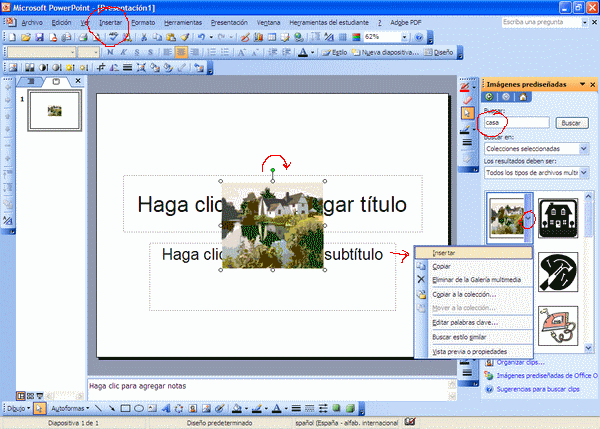 Microsoft PowerPoint - [Presentación1]
Archivo Edición Ver Insertar Formato Herramientas Presentación Ventana Herramientas del estudiante ? Adobe PDF Escriba una pregunta
62%
N K S S Estilo Nueva diapositiva... Diseño
1
Haga clic gar título
Haga clic subtítulo
Haga clic para agregar notas
Imágenes prediseñadas
Buscar:
casa Buscar
Buscar en:
Colecciones seleccionadas
Los resultados deben ser:
Todos los tipos de archivos multir
Insertar
Copiar
Eliminar de la Galería multimedia
Copiar a la colección...
Mover a la colección...
Editar palabras clave...
Buscar estilo similar
Vista previa o propiedades
Organizar clips...
Imágenes prediseñadas de Office O
Sugerencias para buscar clips
Dibujo Autoformas
Diapositiva 1 de 1 Diseño predeterminado spañol (España - alfab. internacional